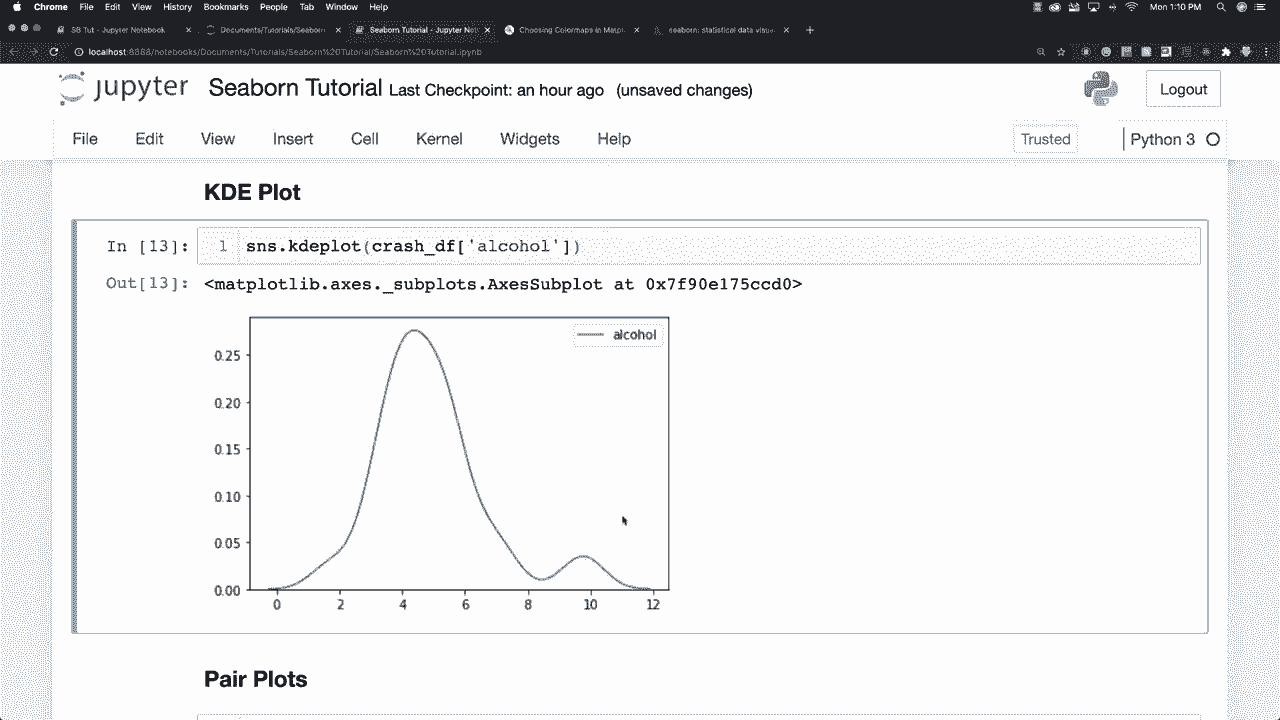 Chrome File Edit View History Bookmarks People Tab Window Help Mon 1:10 PM
SB Tut - Jupyter Notebook Documents/Tutorials/Seaborn Seaborn Tutorial - Jupyter Not Choosing Colormaps in Matpl seaborn: statistical data visua
localhost:8888/notebooks/Documents/Tutorials/Seaborn%20Tutorial/Seaborn%20Tutorial.ipynb
jupyter Seaborn Tutorial Last Checkpoint: an hour ago (unsaved changes) Logout
File Edit View Insert Cell Kernel Widgets Help Trusted Python 3
KDE Plot
In [13]: 1 sns.kdeplot(crash_df['alcohol'])
Out[13]: <matplotlib.axes._subplots.AxesSubplot at 0x7f90e175ccd0>
alcohol
0.25
0.20
0.15
0.10
0.05
0.00
0 2 4 6 8 10 12
Pair Plots